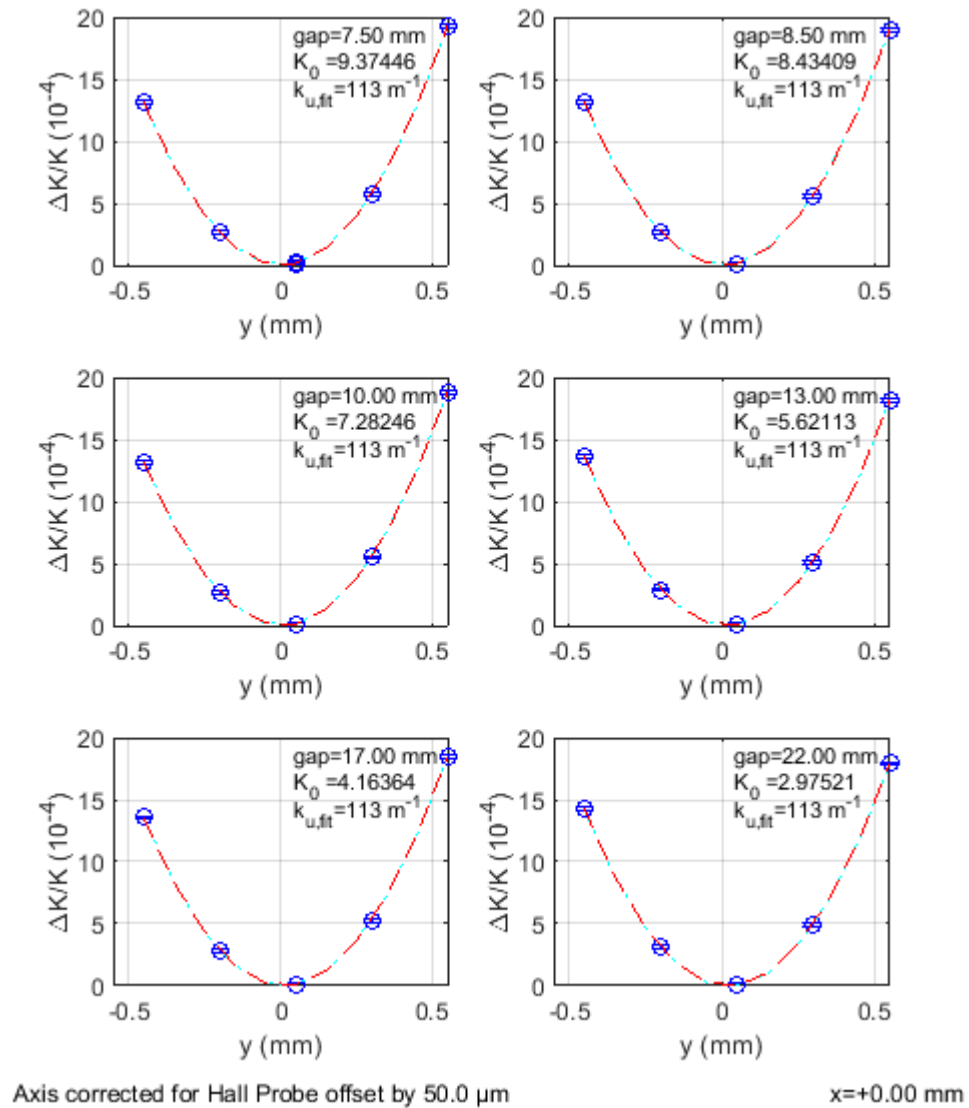 20
15
10
5
0
ΔK/K (10⁻⁴)
gap=7.50 mm
K₀ =9.37446
k_u,fit=113 m⁻¹
-0.5 0 0.5
y (mm)
20
15
10
5
0
ΔK/K (10⁻⁴)
gap=8.50 mm
K₀ =8.43409
k_u,fit=113 m⁻¹
-0.5 0 0.5
y (mm)
20
15
10
5
0
ΔK/K (10⁻⁴)
gap=10.00 mm
K₀ =7.28246
k_u,fit=113 m⁻¹
-0.5 0 0.5
y (mm)
20
15
10
5
0
ΔK/K (10⁻⁴)
gap=13.00 mm
K₀ =5.62113
k_u,fit=113 m⁻¹
-0.5 0 0.5
y (mm)
20
15
10
5
0
ΔK/K (10⁻⁴)
gap=17.00 mm
K₀ =4.16364
k_u,fit=113 m⁻¹
-0.5 0 0.5
y (mm)
20
15
10
5
0
ΔK/K (10⁻⁴)
gap=22.00 mm
K₀ =2.97521
k_u,fit=113 m⁻¹
-0.5 0 0.5
y (mm)
Axis corrected for Hall Probe offset by 50.0 μm
x=+0.00 mm